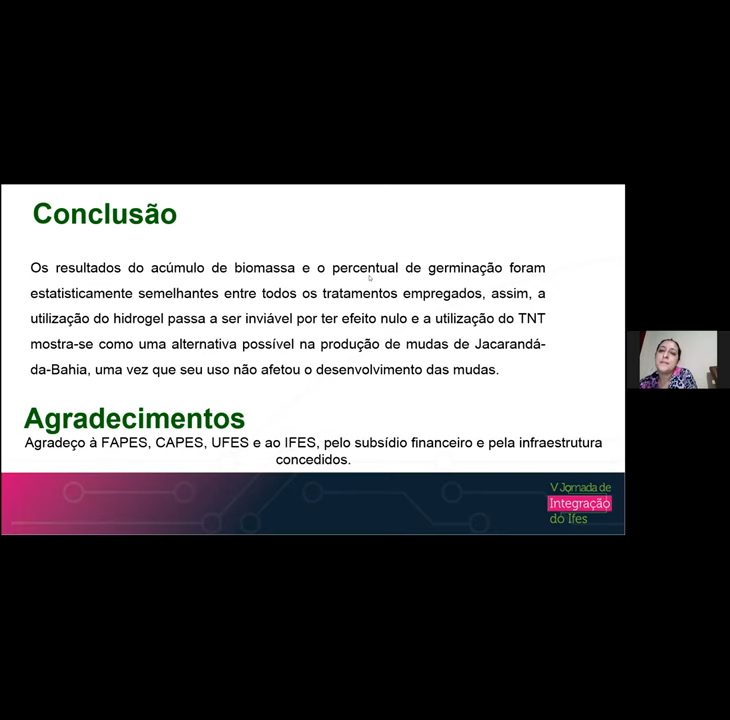 Conclusão
Os resultados do acúmulo de biomassa e o percentual de germinação foram
estatisticamente semelhantes entre todos os tratamentos empregados, assim, a
utilização do hidrogel passa a ser inviável por ter efeito nulo e a utilização do TNT
mostra-se como uma alternativa possível na produção de mudas de Jacarandá-
da-Bahia, uma vez que seu uso não afetou o desenvolvimento das mudas.
Agradecimentos
Agradeço à FAPES, CAPES, UFES e ao IFES, pelo subsídio financeiro e pela infraestrutura
concedidos.
V Jornada de
Integração
do Ifes